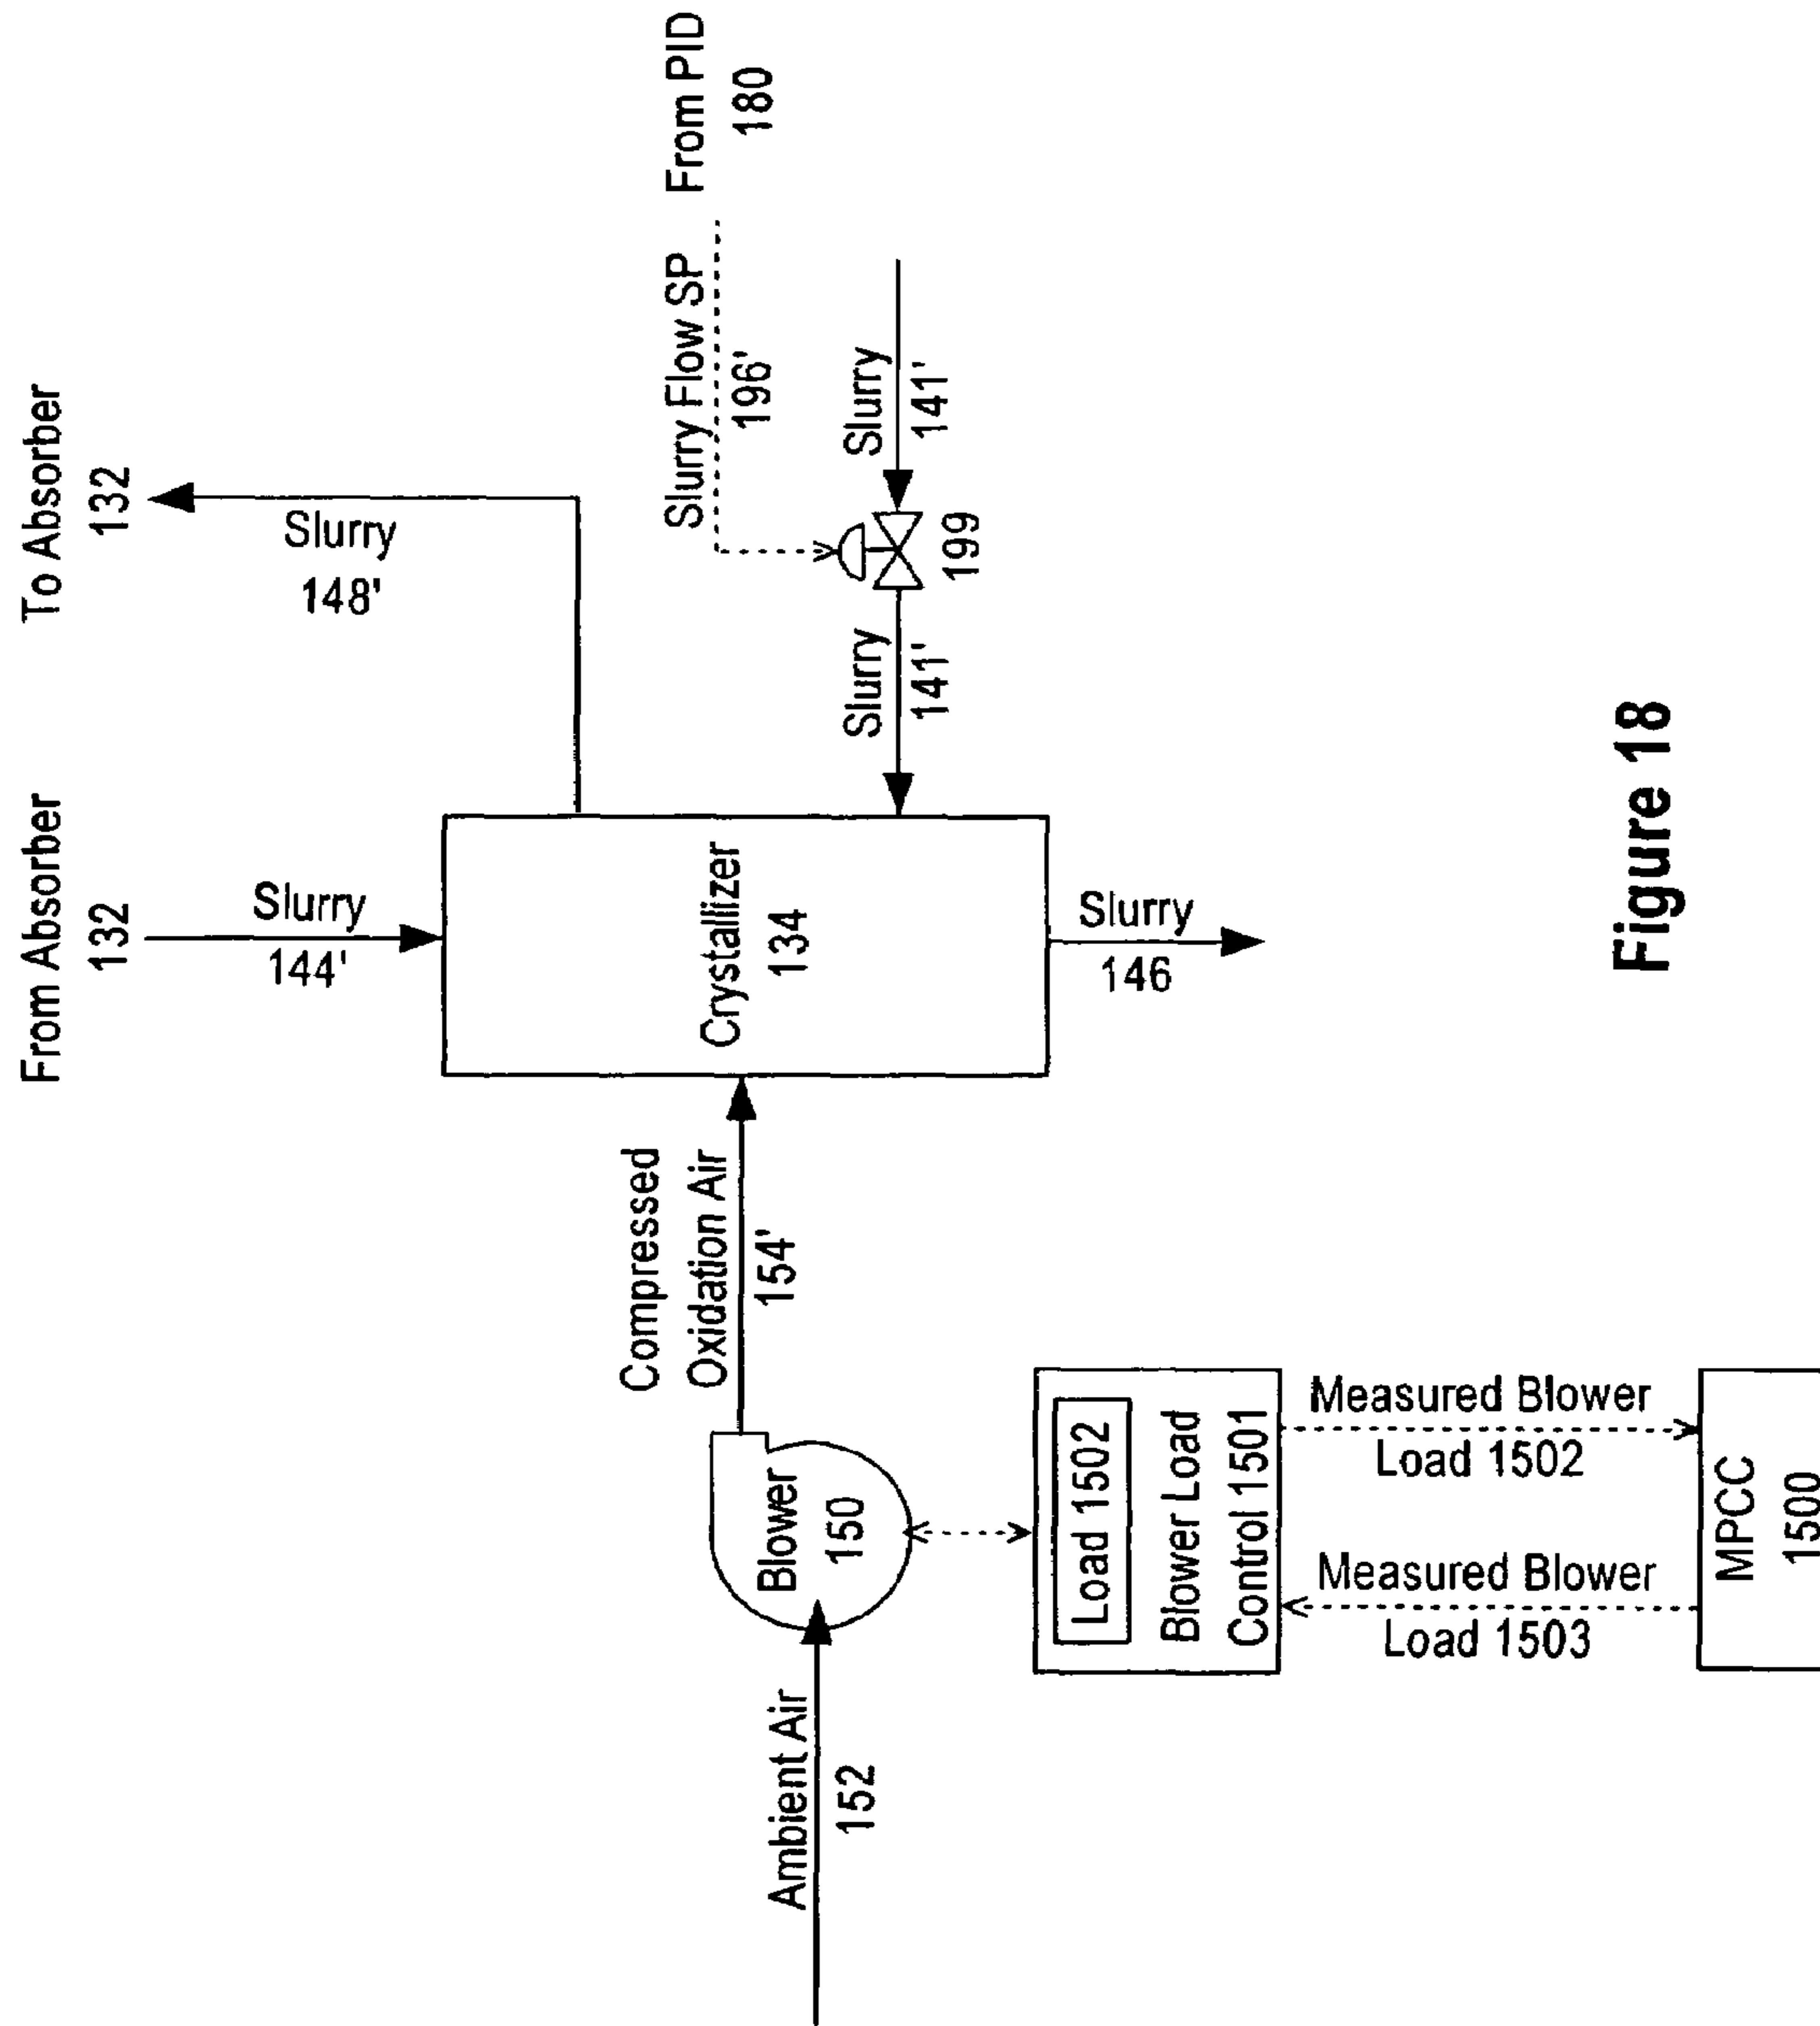 From Absorber
132
To Absorber
132
Slurry
144'
Slurry
148'
Slurry Flow SP
196'
From PID
180
Compressed
Oxidation Air
154'
Crystallizer
134
Slurry
141'
199
Slurry
141'
Ambient Air
152
Blower
150
Slurry
146
Load 1502
Blower Load
Control 1501
Measured Blower
Load 1502
Measured Blower
Load 1503
MPCC
1500
Figure 18